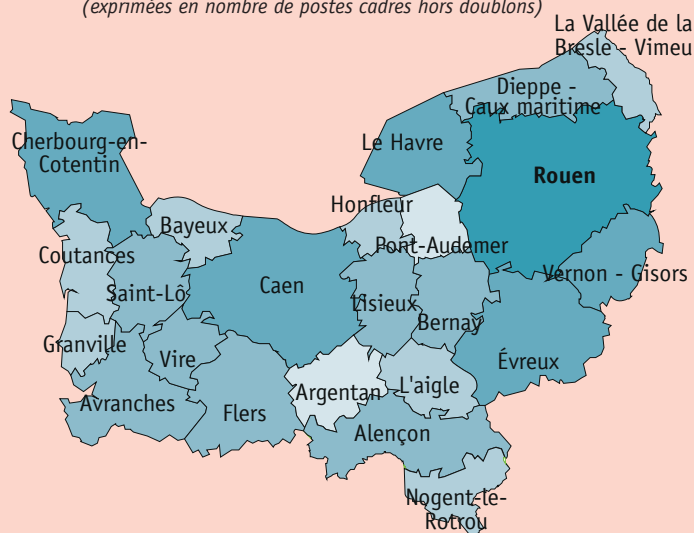 (exprimées en nombre de postes cadres hors doublons)
La Vallée de la
Bresle - Vimeu
Dieppe -
Caux maritime
Cherbourg-en-
Cotentin
Le Havre
Rouen
Honfleur
Bayeux
Pont-Audemer
Coutances
Vernon - Gisors
Caen
Saint-Lô
Lisieux
Bernay
Granville
Vire
Évreux
Argentan
L'aigle
Avranches
Flers
Alençon
Nogent-le-
Rotrou